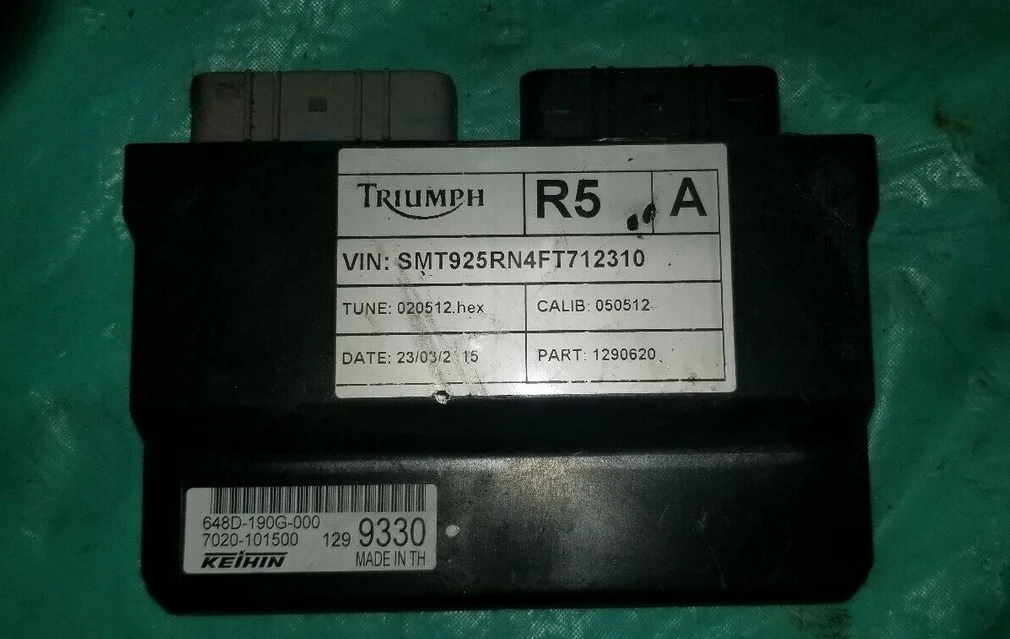 TRIUMPH R5 A
VIN: SMT925RN4FT712310
TUNE: 020512.hex CALIB: 050512
DATE: PART: 1290620
648D-190G-000
7020-101500 129 9330
KEIHIN MADE IN TH